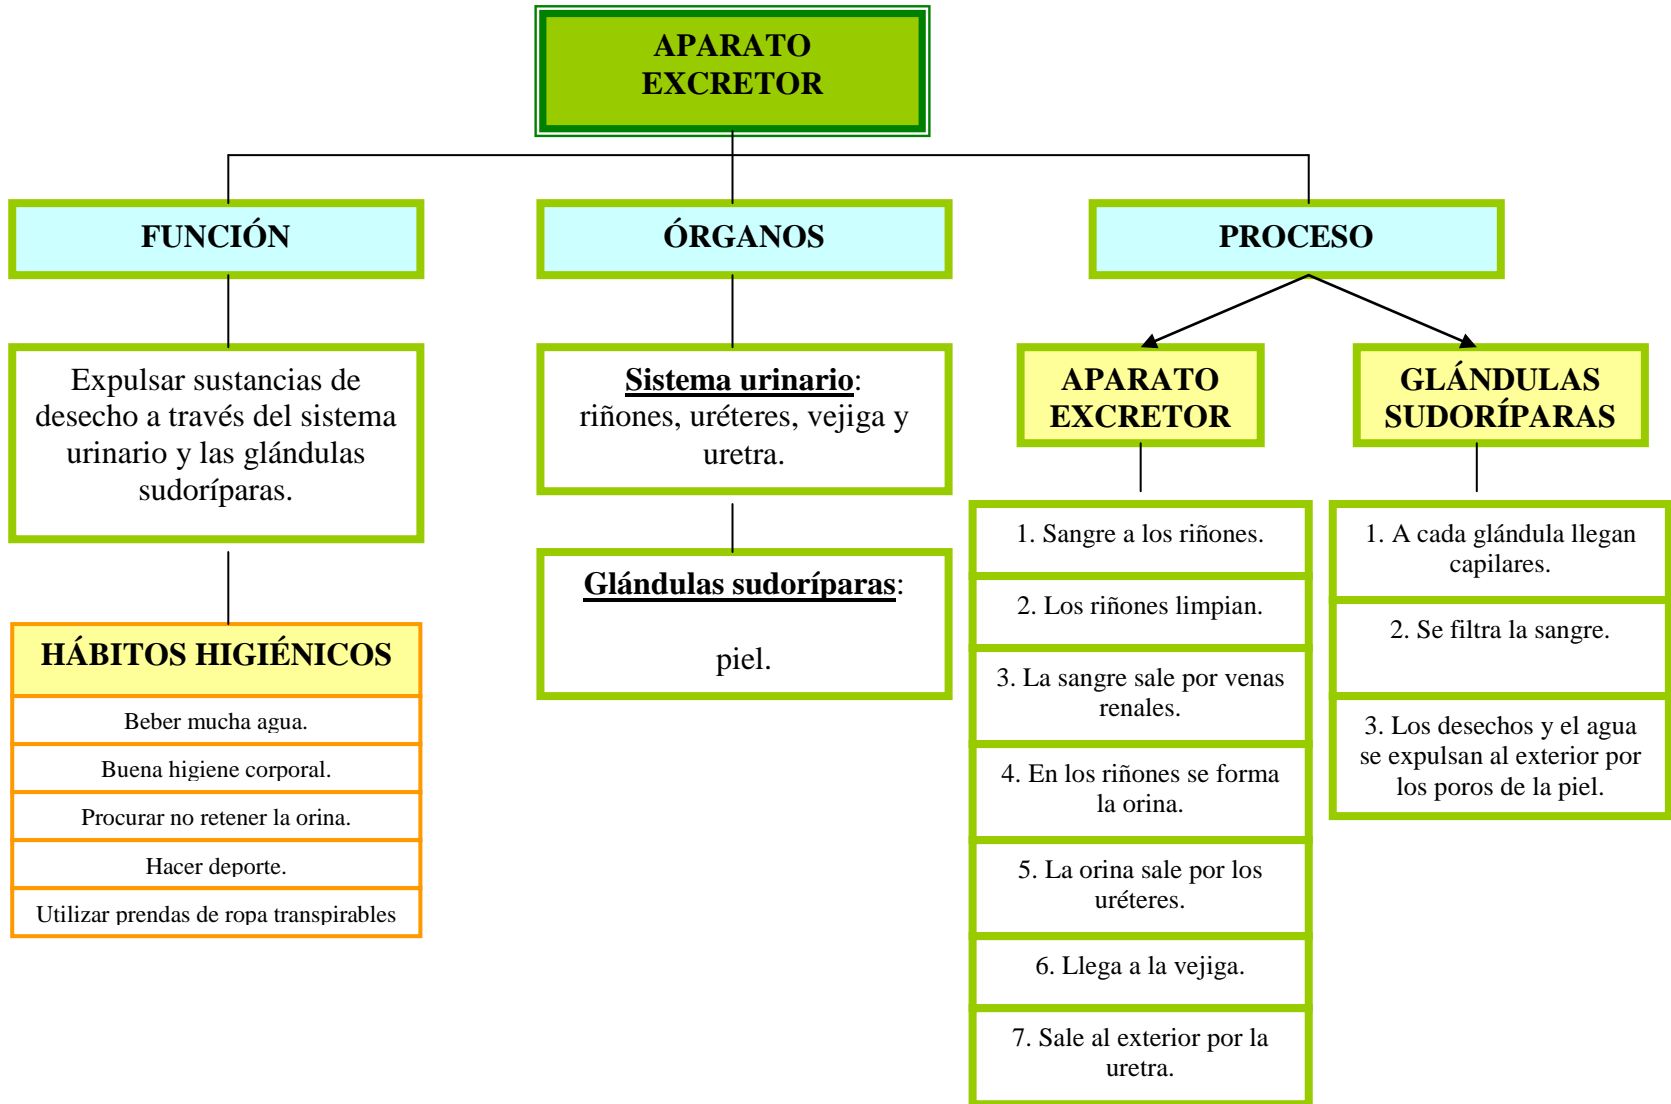 APARATO
EXCRETOR
FUNCIÓN
ÓRGANOS
PROCESO
Expulsar sustancias de
desecho a través del sistema
urinario y las glándulas
sudoríparas.
HÁBITOS HIGIÉNICOS
Beber mucha agua.
Buena higiene corporal.
Procurar no retener la orina.
Hacer deporte.
Utilizar prendas de ropa transpirables
Sistema urinario:
riñones, uréteres, vejiga y
uretra.
Glándulas sudoríparas:
piel.
APARATO
EXCRETOR
1. Sangre a los riñones.
2. Los riñones limpian.
3. La sangre sale por venas
renales.
4. En los riñones se forma
la orina.
5. La orina sale por los
uréteres.
6. Llega a la vejiga.
7. Sale al exterior por la
uretra.
GLÁNDULAS
SUDORÍPARAS
1. A cada glándula llegan
capilares.
2. Se filtra la sangre.
3. Los desechos y el agua
se expulsan al exterior por
los poros de la piel.